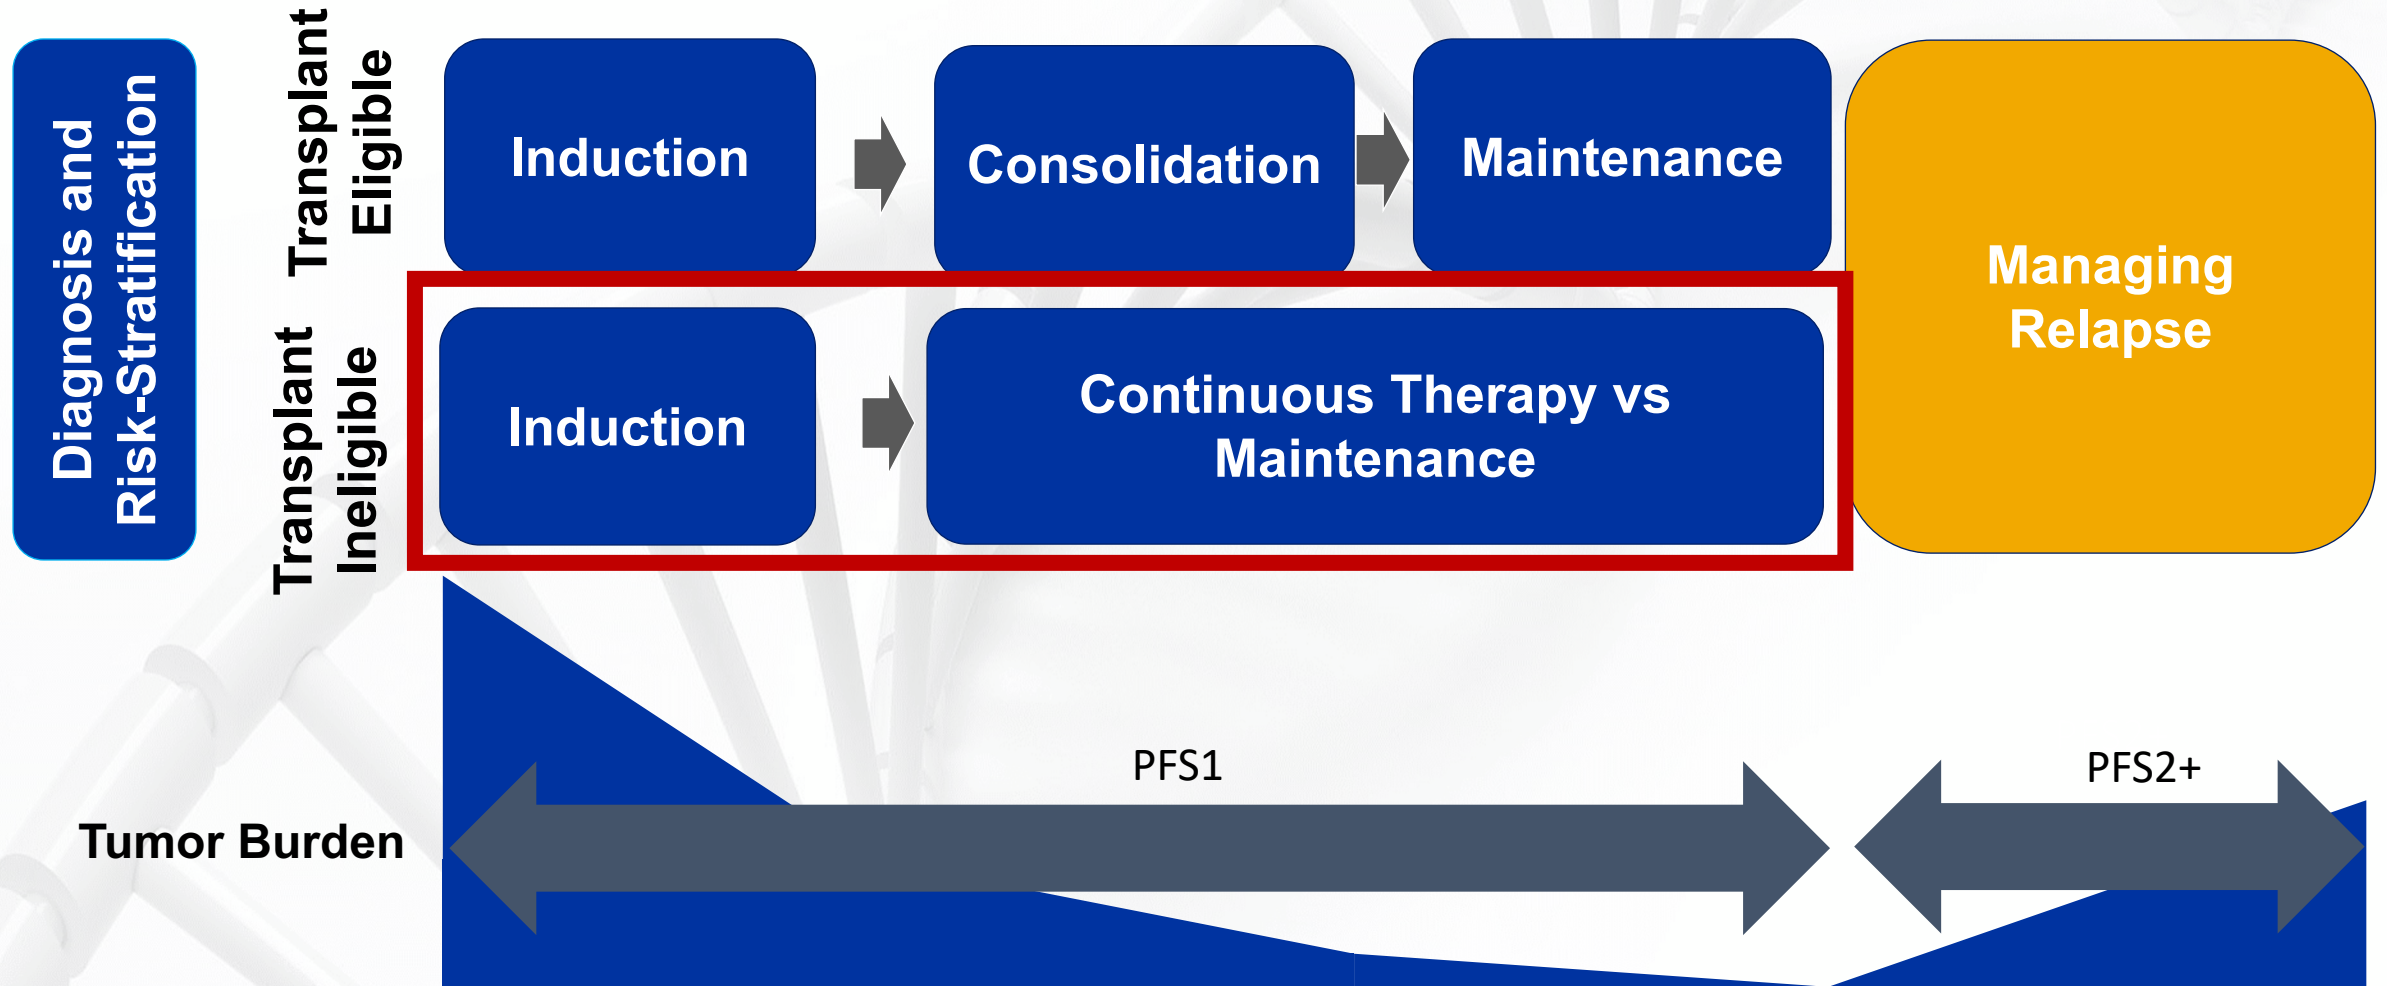 Diagnosis and
Risk-Stratification
Transplant
Eligible
Induction
Consolidation
Maintenance
Managing
Relapse
Transplant
Ineligible
Induction
Continuous Therapy vs
Maintenance
PFS1
PFS2+
Tumor Burden